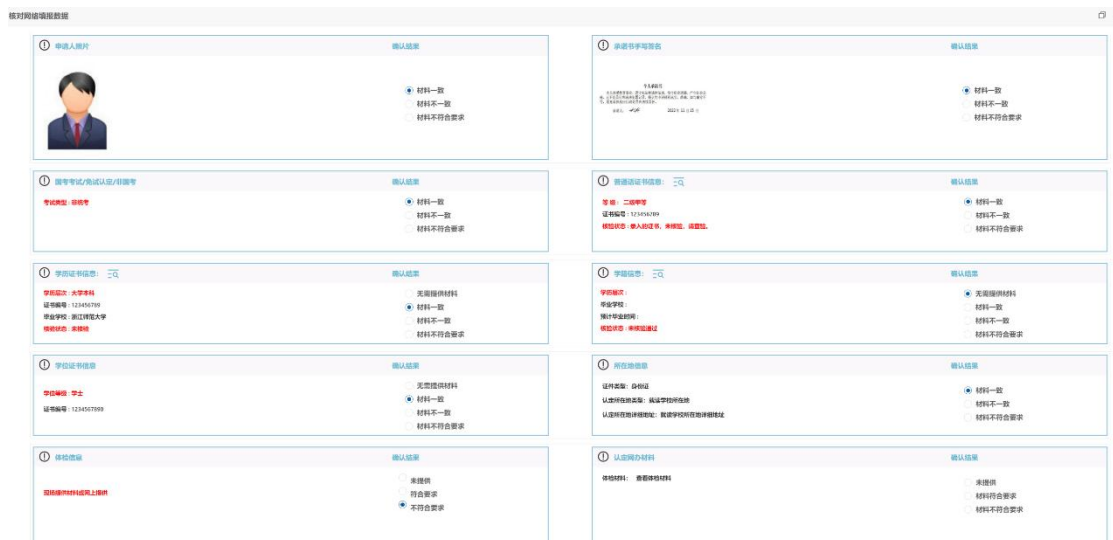 核对网络填报数据
申请人照片 确认结果
材料一致
材料不一致
材料不符合要求
承诺书手写签名 确认结果
材料一致
材料不一致
材料不符合要求
国考考试/免试认定/非国考 确认结果
考试类型：非统考
材料一致
材料不一致
材料不符合要求
普通话证书信息： 确认结果
等 级： 二级甲等
证书编号：123456789
核验状态：录入的证书，未核验，请查验。
材料一致
材料不一致
材料不符合要求
学历证书信息： 确认结果
学历层次：大学本科
证书编号：123456789
毕业学校：浙江师范大学
核验状态：未核验
无需提供材料
材料一致
材料不一致
材料不符合要求
学籍信息： 确认结果
学历层次：
毕业学校：
预计毕业时间：
核验状态：未核验通过
无需提供材料
材料一致
材料不一致
材料不符合要求
学位证书信息 确认结果
学位等级：学士
证书编号：1234567899
无需提供材料
材料一致
材料不一致
材料不符合要求
所在地信息 确认结果
证件类型：身份证
认定所在地类型：就读学校所在地
认定所在地详细地址：就读学校所在地详细地址
材料一致
材料不一致
材料不符合要求
体检信息 确认结果
现场提供材料或网上提供
未提供
符合要求
不符合要求
认定网办材料 确认结果
体检材料： 查看体检材料
未提供
材料符合要求
材料不符合要求